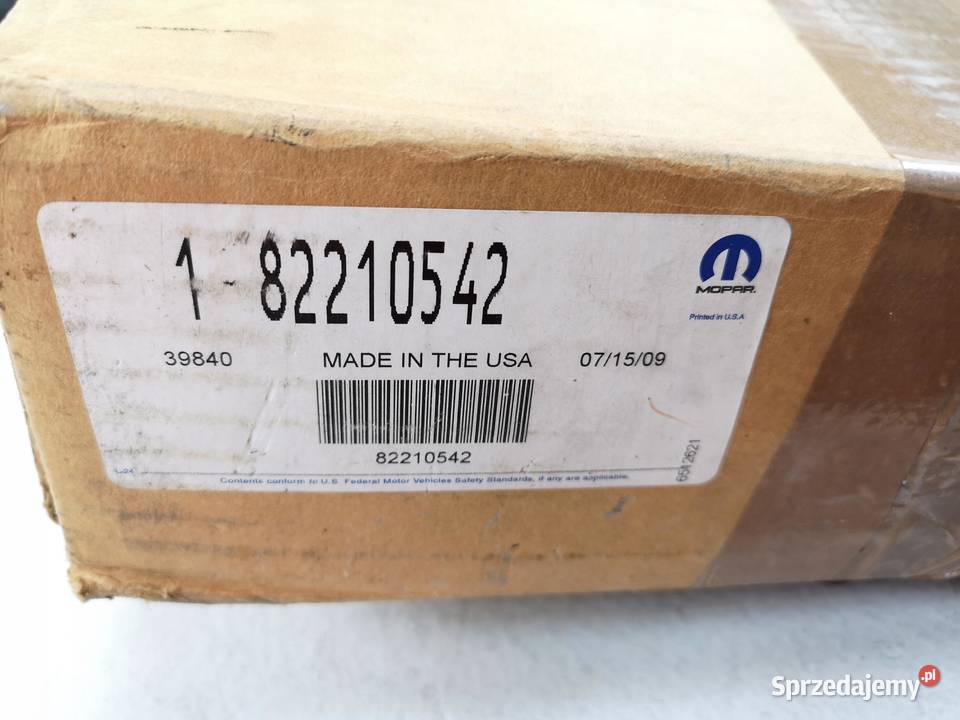 1 - 82210542
MOPAR
Printed in U.S.A
39840 MADE IN THE USA 07/15/09
82210542
Contents conform to U.S. Federal Motor Vehicles Safety Standards, if any are applicable.
Sprzedajemy.pl